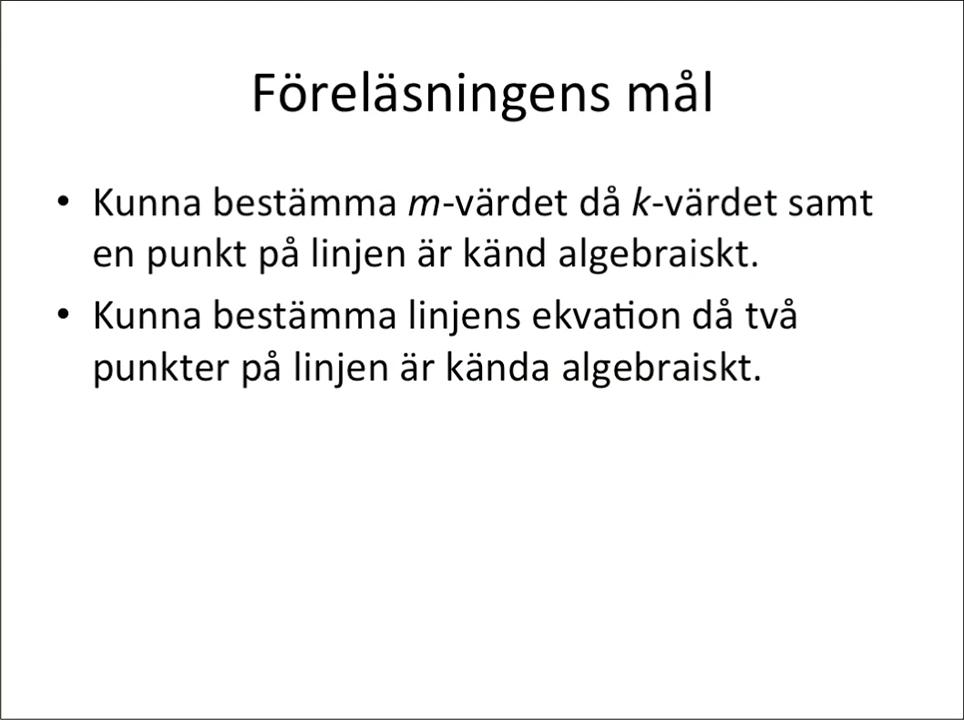 Föreläsningens mål
• Kunna bestämma m-värdet då k-värdet samt
en punkt på linjen är känd algebraiskt.
• Kunna bestämma linjens ekvation då två
punkter på linjen är kända algebraiskt.